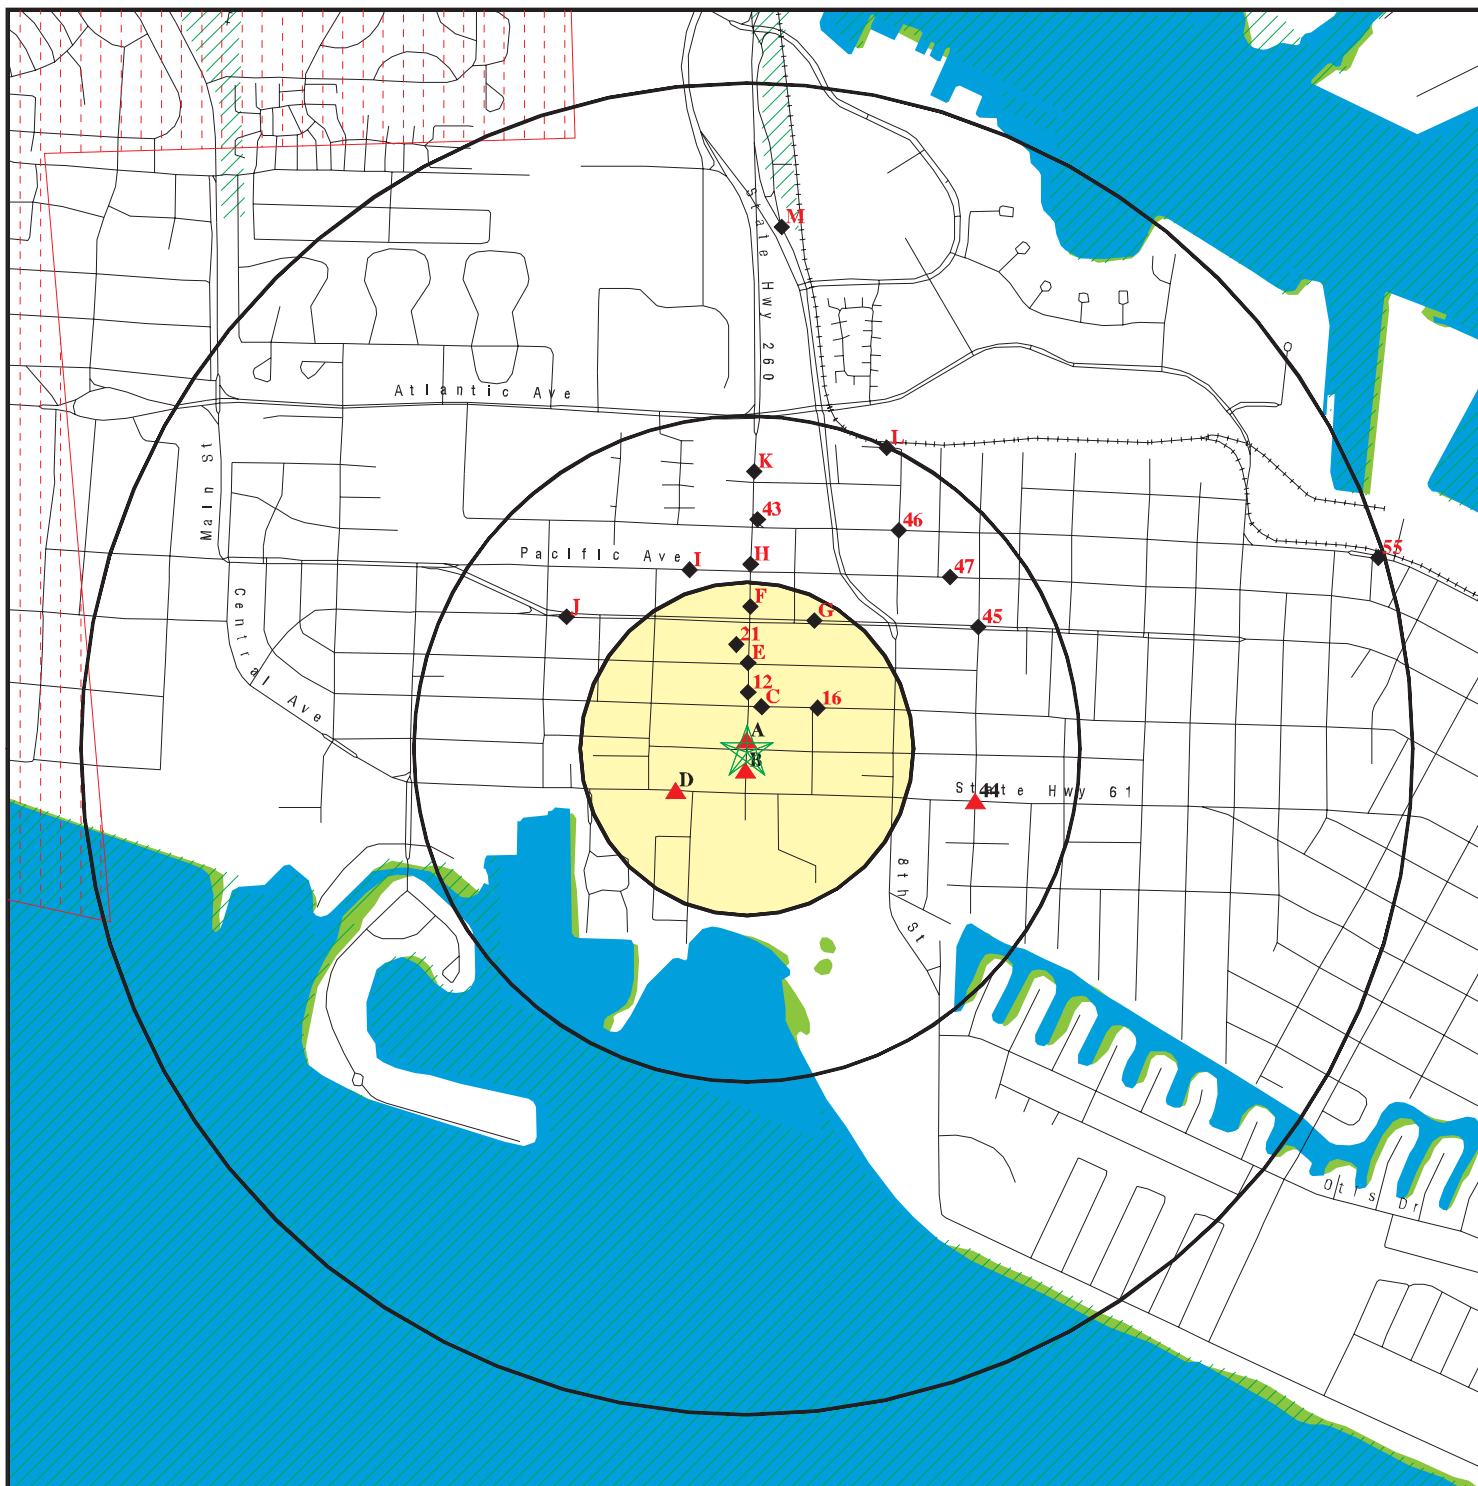 M
State Hwy 260
Atlantic Ave
Main St
L
K
43
46
55
Pacific Ave
I
H
47
Central Ave
J
F
G
45
21
E
12
C
16
A
B
D
State Hwy 61
44
8th St
Otis Dr